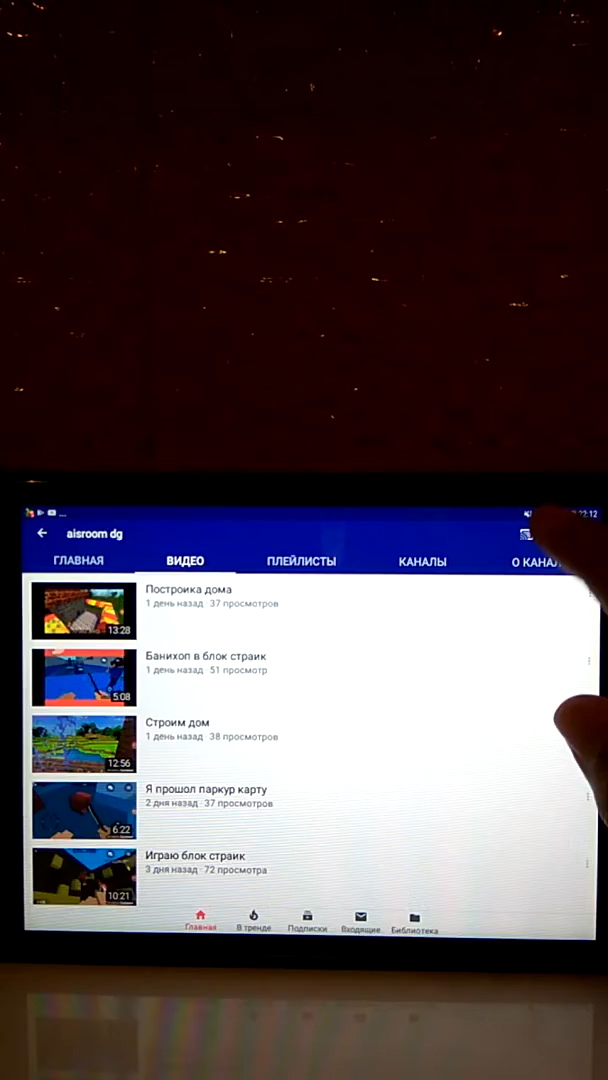 22:12
aisroom dg
ГЛАВНАЯ ВИДЕО ПЛЕЙЛИСТЫ КАНАЛЫ О КАНАЛ
Постройка дома
1 день назад · 37 просмотров
13:28
Банихоп в блок страик
1 день назад · 51 просмотр
5:08
Строим дом
1 день назад · 38 просмотров
12:56
Я прошол паркур карту
2 дня назад · 37 просмотров
6:22
Играю блок страик
3 дня назад · 72 просмотра
10:21
Главная В тренде Подписки Входящие Библиотека